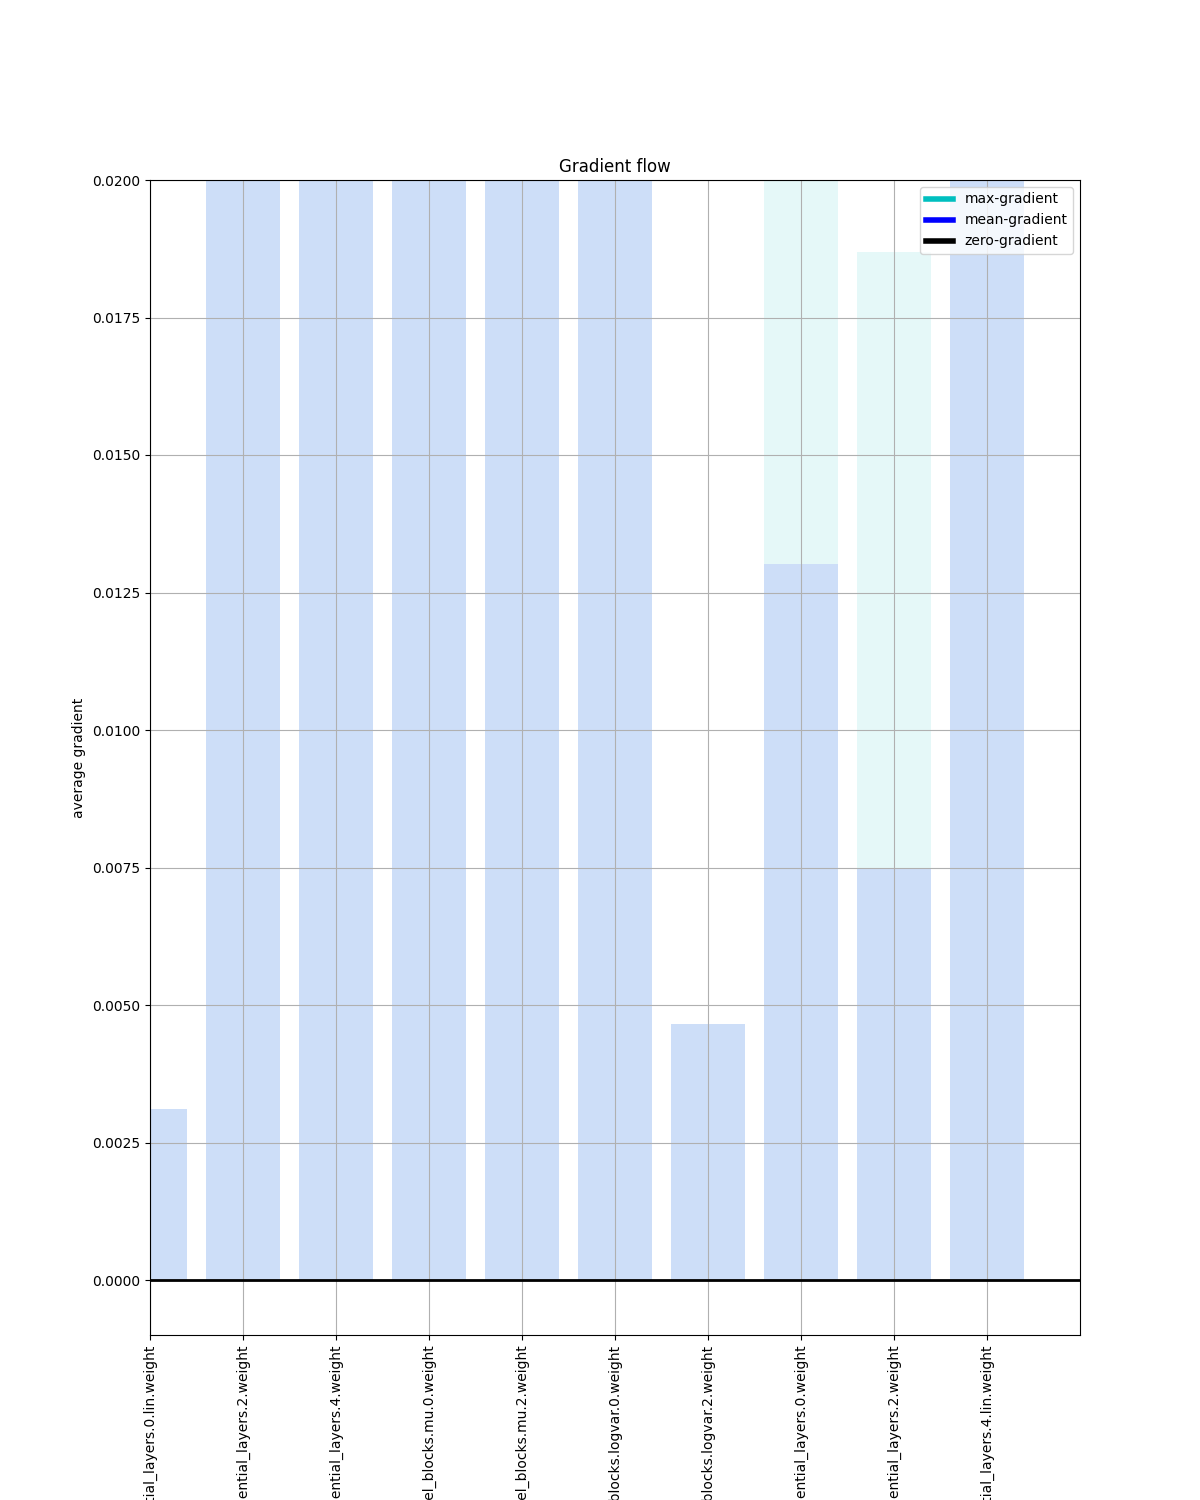 Gradient flow
max-gradient
mean-gradient
zero-gradient
0.0200
0.0175
0.0150
0.0125
0.0100
0.0075
0.0050
0.0025
0.0000
average gradient
tial_layers.0.lin.weight
ential_layers.2.weight
ential_layers.4.weight
el_blocks.mu.0.weight
el_blocks.mu.2.weight
blocks.logvar.0.weight
blocks.logvar.2.weight
ential_layers.0.weight
ential_layers.2.weight
tial_layers.4.lin.weight